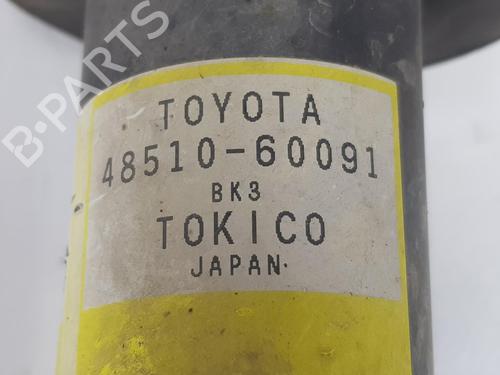 B-PARTS
TOYOTA
48510-60091
BK3
TOKICO
JAPAN.